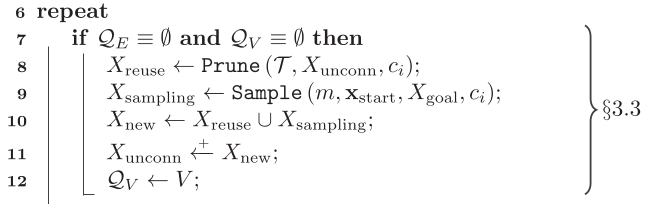 6 repeat
7 if 𝒬_E ≡ ∅ and 𝒬_V ≡ ∅ then
8 X_reuse ← Prune (𝒯, X_unconn, c_i);
9 X_sampling ← Sample (m, 𝐱_start, X_goal, c_i);
10 X_new ← X_reuse ∪ X_sampling;
11 X_unconn ←⁺ X_new;
12 𝒬_V ← V;
§3.3